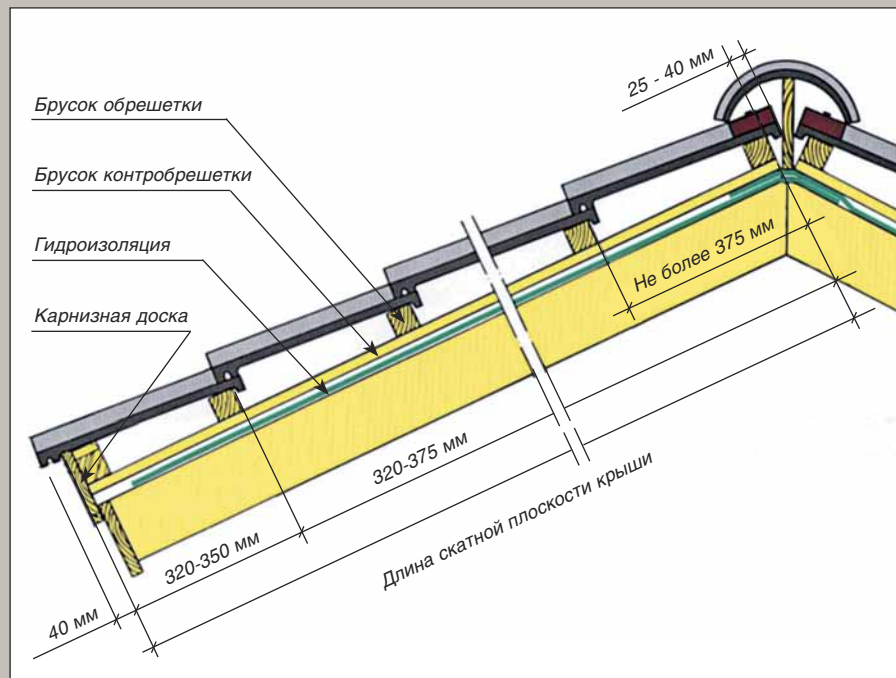 25 - 40 мм
Брусок обрешетки
Брусок контробрешетки
Гидроизоляция
Карнизная доска
Не более 375 мм
320-375 мм
Длина скатной плоскости крыши
320-350 мм
40 мм